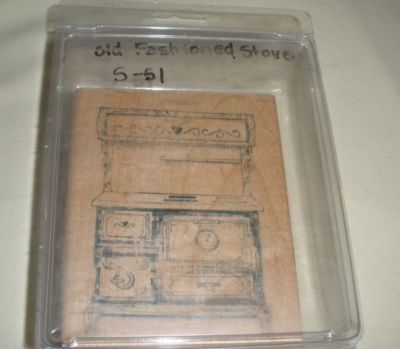 old Fashioned Stove
S-51